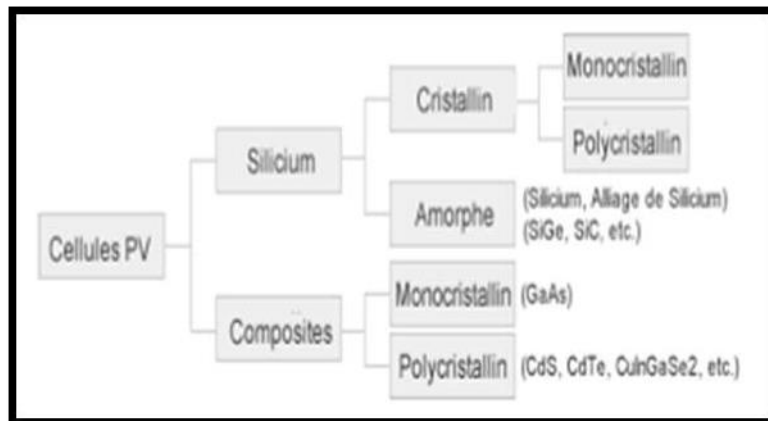 Monocristallin
Cristallin
Polycristallin
Silicium
Amorphe (Silicium, Alliage de Silicium)
(SiGe, SiC, etc.)
Cellules PV
Monocristallin (GaAs)
Composites
Polycristallin (CdS, CdTe, CuInGaSe2, etc.)